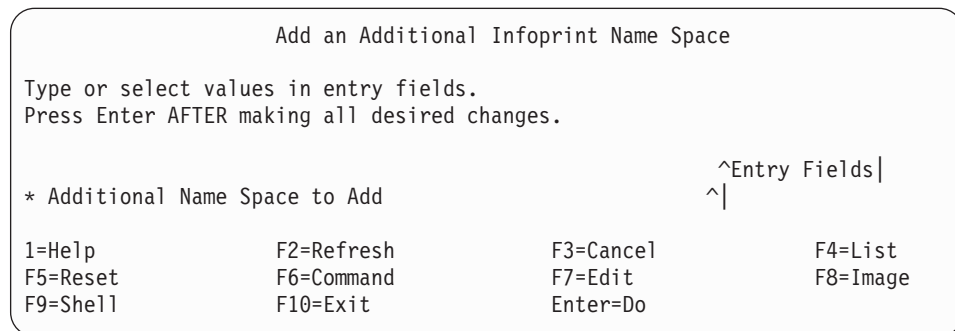 Add an Additional Infoprint Name Space
Type or select values in entry fields.
Press Enter AFTER making all desired changes.
^Entry Fields|
* Additional Name Space to Add ^|
1=Help F2=Refresh F3=Cancel F4=List
F5=Reset F6=Command F7=Edit F8=Image
F9=Shell F10=Exit Enter=Do